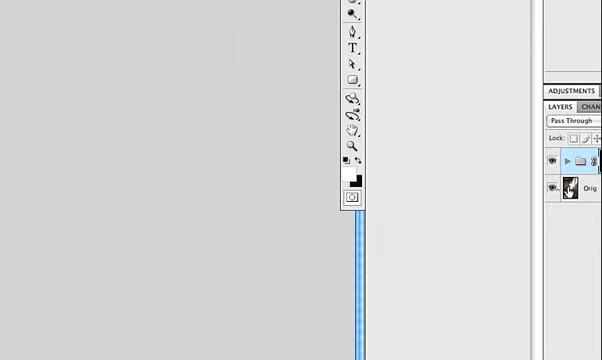 T
ADJUSTMENTS
LAYERS CHAN
Pass Through
Lock:
Orig